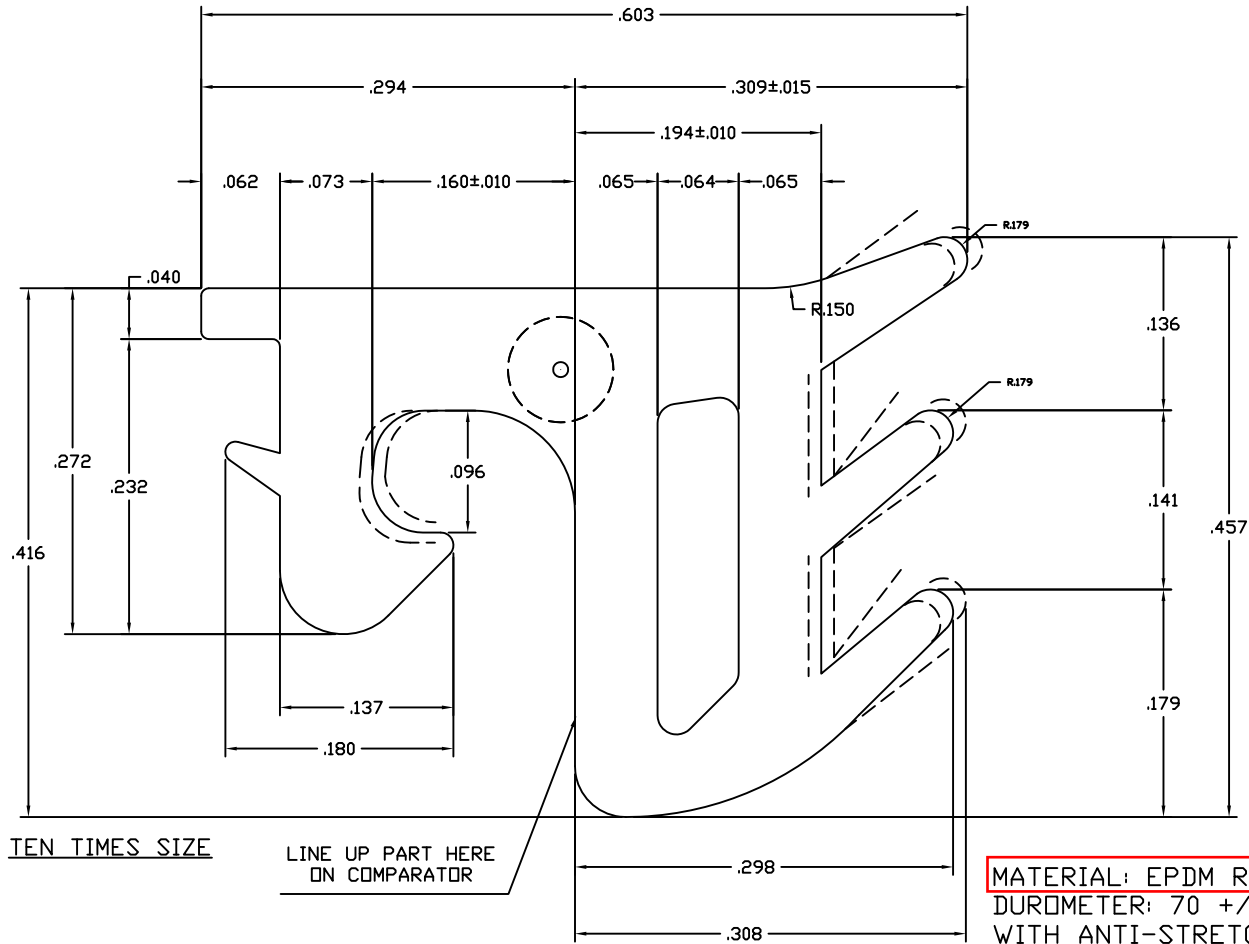 .603
.294
.309±.015
.194±.010
.062
.073
.160±.010
.065
.064
.065
R.179
.040
R.150
.136
R.179
.272
.232
.096
.141
.416
.457
.137
.179
.180
TEN TIMES SIZE
LINE UP PART HERE
ON COMPARATOR
.298
MATERIAL: EPDM R
DUROMETER: 70 +/
WITH ANTI-STRETC
.308